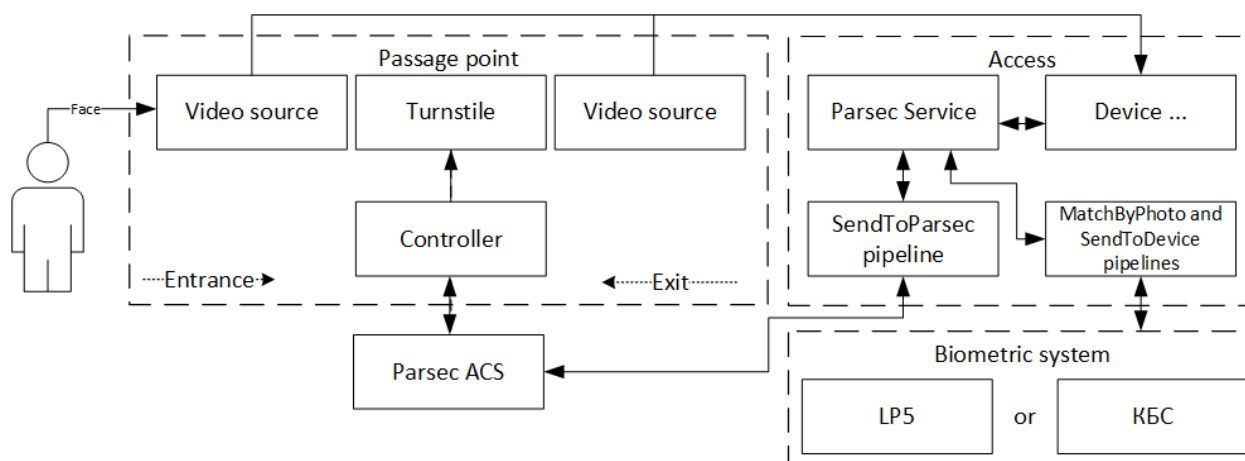 Passage point
Access
Face
Video source
Turnstile
Video source
Parsec Service
Device ...
Controller
SendToParsec
pipeline
MatchByPhoto and
SendToDevice
pipelines
Entrance
Exit
Parsec ACS
Biometric system
LP5
or
КБС